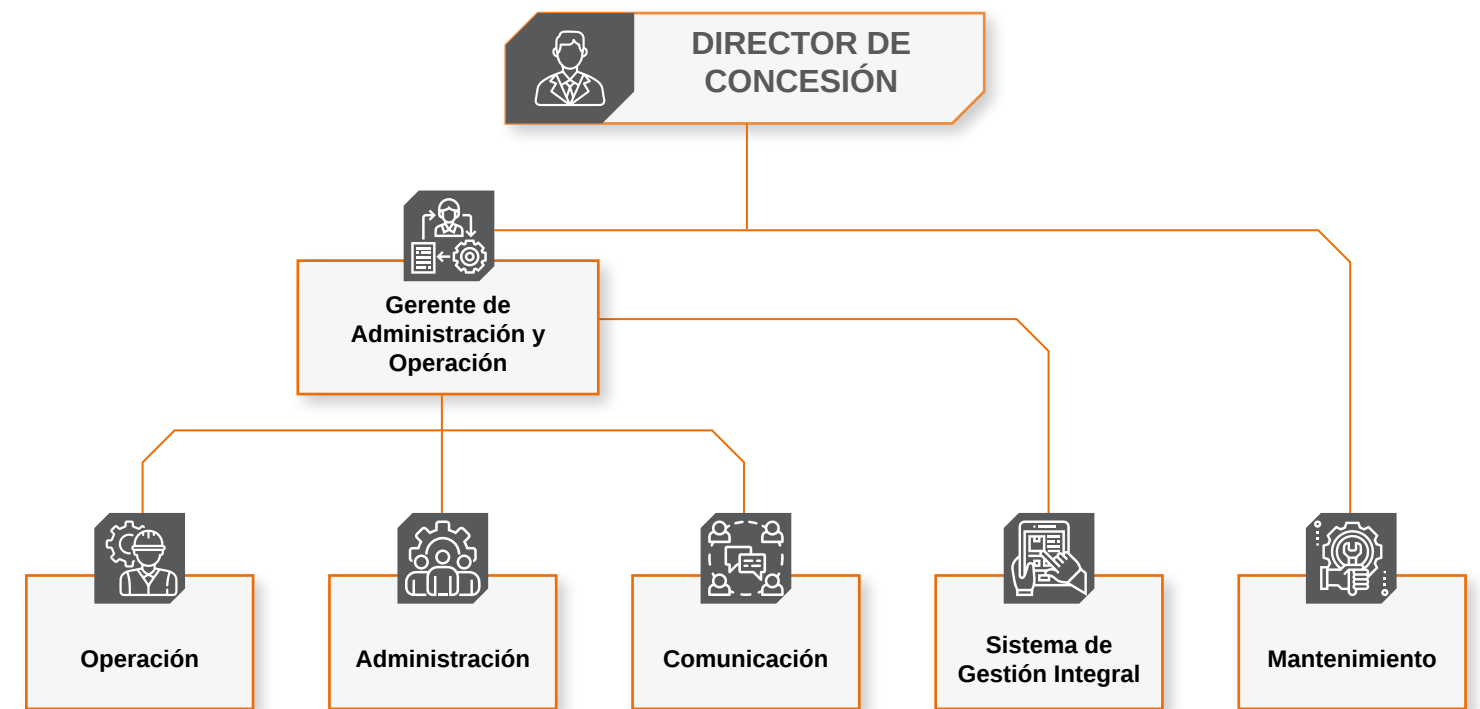 DIRECTOR DE
CONCESIÓN
Gerente de
Administración y
Operación
Operación
Administración
Comunicación
Sistema de
Gestión Integral
Mantenimiento